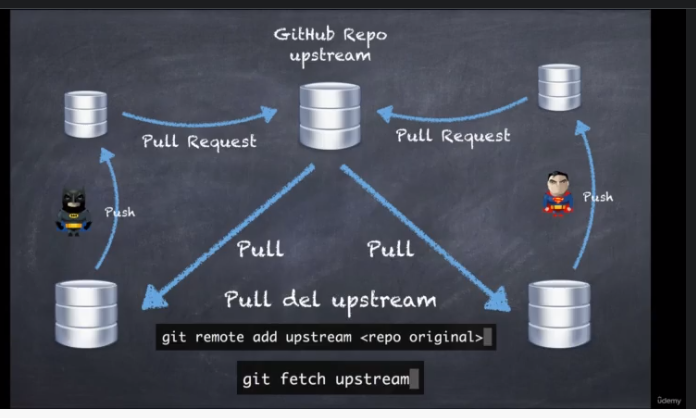 GitHub Repo
upstream
Pull Request
Pull Request
Push
Push
Pull
Pull
Pull del upstream
git remote add upstream <repo original>
git fetch upstream
ûdemy